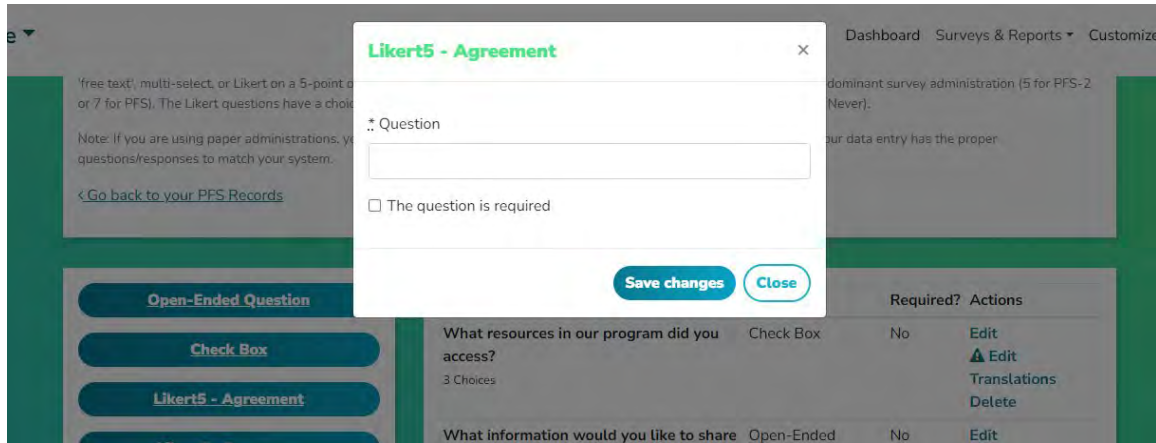 e
Dashboard Surveys & Reports Customize
Likert5 - Agreement ×
'free text', multi-select, or Likert on a 5-point o
dominant survey administration (5 for PFS-2
or 7 for PFS). The Likert questions have a choic
Never).
Note: If you are using paper administrations, ye
our data entry has the proper
questions/responses to match your system.
< Go back to your PFS Records
* Question
The question is required
Save changes Close
Open-Ended Question
Check Box
Likert5 - Agreement
Required? Actions
What resources in our program did you Check Box No Edit
access? Edit
3 Choices Translations
Delete
What information would you like to share Open-Ended No Edit